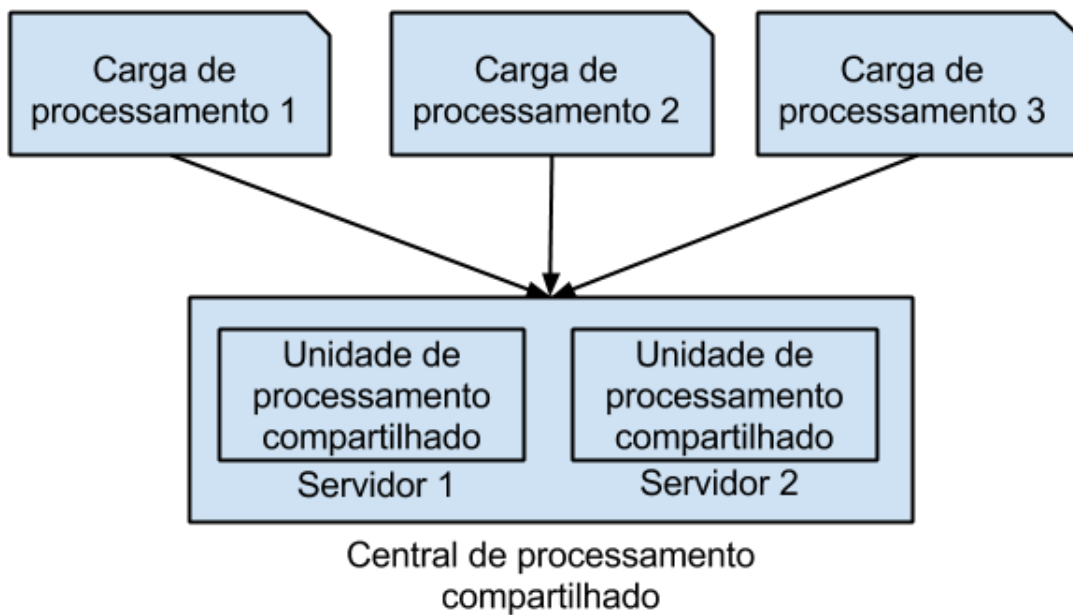 Carga de
processamento 1
Carga de
processamento 2
Carga de
processamento 3
Unidade de
processamento
compartilhado
Servidor 1
Unidade de
processamento
compartilhado
Servidor 2
Central de processamento
compartilhado